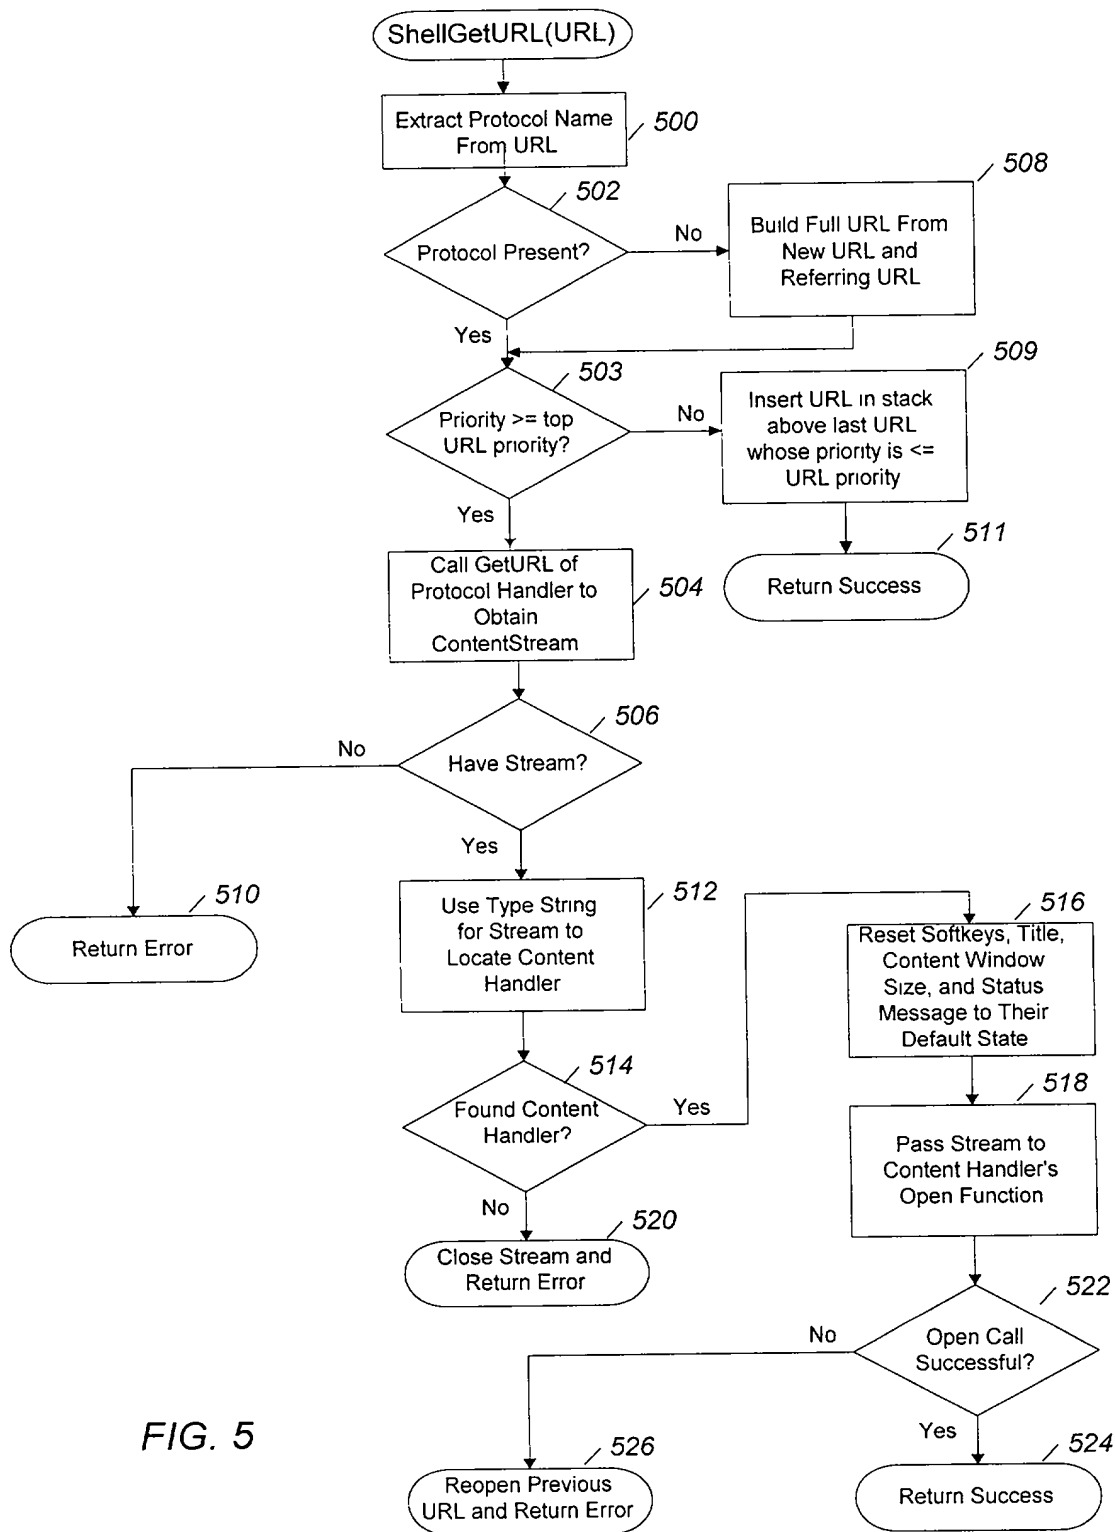 ShellGetURL(URL)
Extract Protocol Name
From URL
500
502
Protocol Present?
No
508
Build Full URL From
New URL and
Referring URL
Yes
503
Priority >= top
URL priority?
No
509
Insert URL in stack
above last URL
whose priority is <=
URL priority
Yes
511
Return Success
Call GetURL of
Protocol Handler to
Obtain
ContentStream
504
506
Have Stream?
No
Yes
510
Return Error
Use Type String
for Stream to
Locate Content
Handler
512
514
Found Content
Handler?
Yes
516
Reset Softkeys, Title,
Content Window
Size, and Status
Message to Their
Default State
518
Pass Stream to
Content Handler's
Open Function
No
520
Close Stream and
Return Error
522
Open Call
Successful?
No
Yes
526
Reopen Previous
URL and Return Error
524
Return Success
FIG. 5